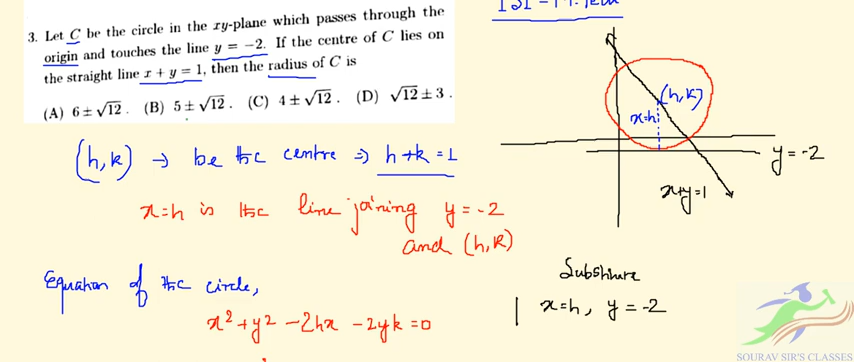 ISI - M.Tech
3. Let C be the circle in the xy-plane which passes through the
origin and touches the line y = −2. If the centre of C lies on
the straight line x + y = 1, then the radius of C is
(A) 6 ± √12 . (B) 5 ± √12 . (C) 4 ± √12 . (D) √12 ± 3 .
(h, k)
x=h
y = -2
x+y=1
(h, k) → be the centre ⇒ h+k=1
x=h is the line joining y = -2
and (h, k)
Equation of the circle,
x² + y² - 2hx - 2yk = 0
Substitute
x=h, y = -2
SOURAV SIR'S CLASSES